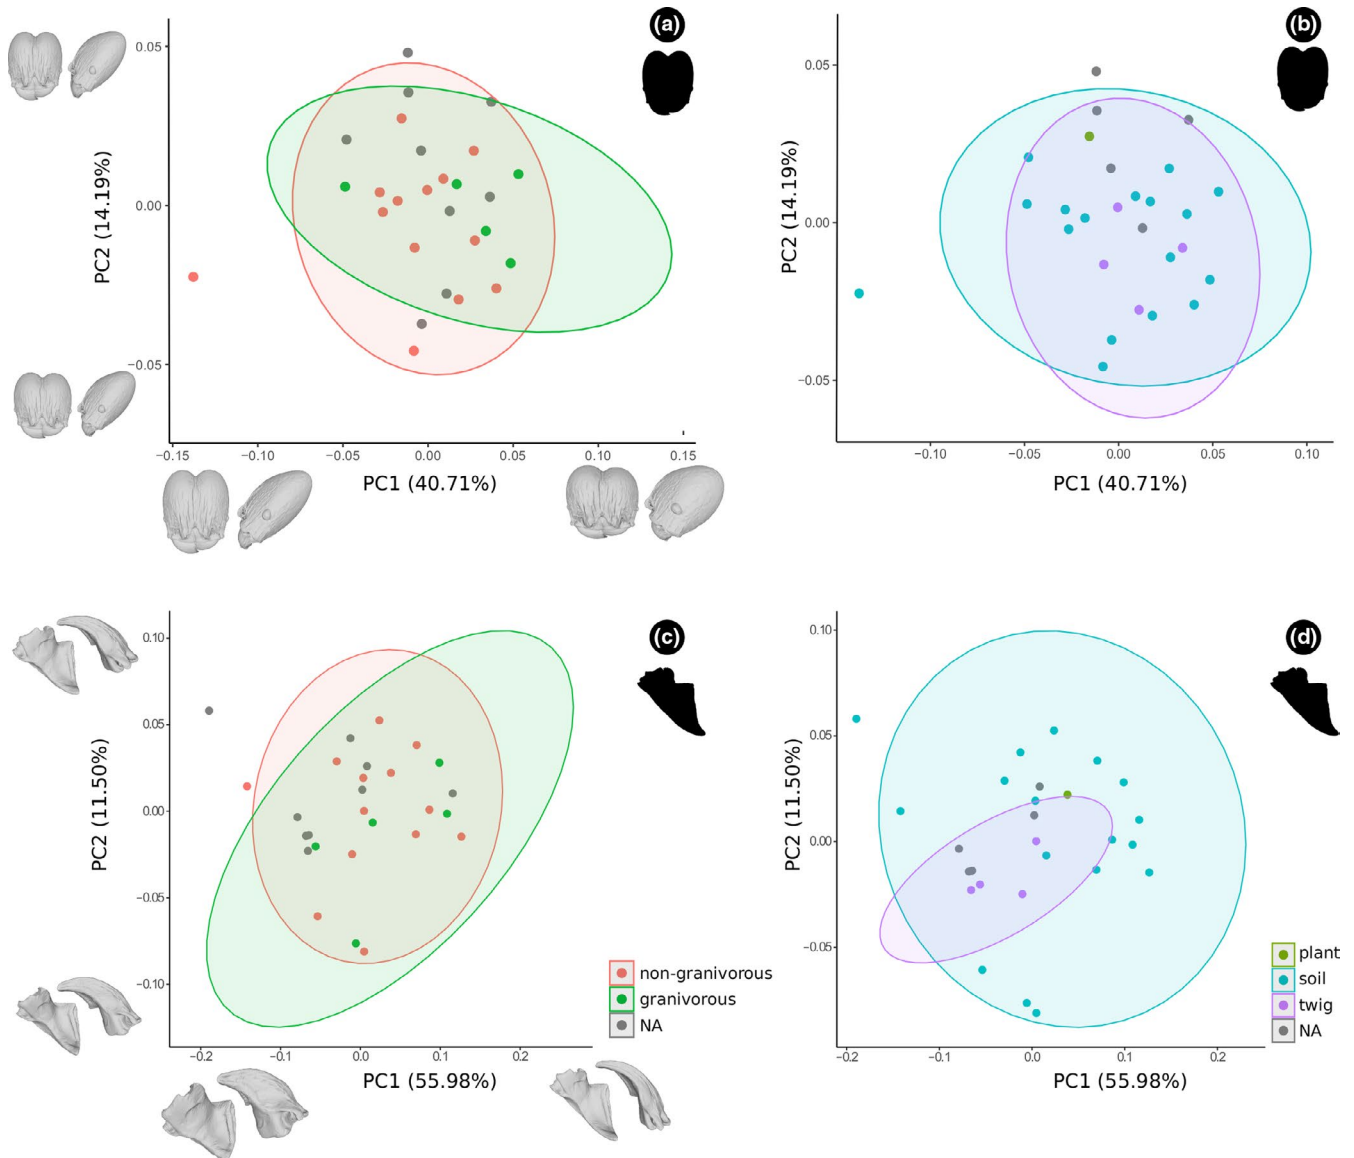 (a)
0.05
0.00
−0.05
PC2 (14.19%)
−0.15 −0.10 −0.05 0.00 0.05 0.10 0.15
PC1 (40.71%)
(b)
0.05
0.00
−0.05
PC2 (14.19%)
−0.10 −0.05 0.00 0.05 0.10
PC1 (40.71%)
(c)
0.10
0.05
0.00
−0.05
−0.10
PC2 (11.50%)
non-granivorous
granivorous
NA
−0.2 −0.1 0.0 0.1 0.2
PC1 (55.98%)
(d)
0.10
0.05
0.00
−0.05
PC2 (11.50%)
plant
soil
twig
NA
−0.2 −0.1 0.0 0.1 0.2
PC1 (55.98%)